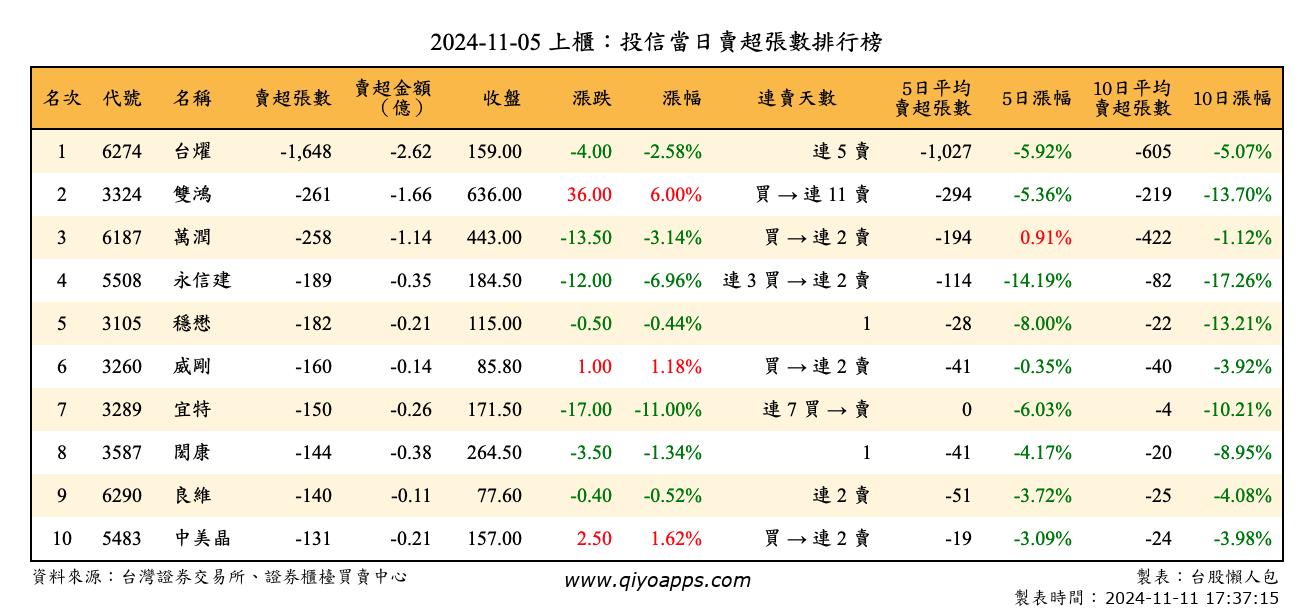 2024-11-05 上櫃：投信當日賣超張數排行榜
名次 代號 名稱 賣超張數 賣超金額（億） 收盤 漲跌 漲幅 連賣天數 5日平均賣超張數 5日漲幅 10日平均賣超張數 10日漲幅
1 6274 台燿 -1,648 -2.62 159.00 -4.00 -2.58% 連 5 賣 -1,027 -5.92% -605 -5.07%
2 3324 雙鴻 -261 -1.66 636.00 36.00 6.00% 買 → 連 11 賣 -294 -5.36% -219 -13.70%
3 6187 萬潤 -258 -1.14 443.00 -13.50 -3.14% 買 → 連 2 賣 -194 0.91% -422 -1.12%
4 5508 永信建 -189 -0.35 184.50 -12.00 -6.96% 連 3 買 → 連 2 賣 -114 -14.19% -82 -17.26%
5 3105 穩懋 -182 -0.21 115.00 -0.50 -0.44% 1 -28 -8.00% -22 -13.21%
6 3260 威剛 -160 -0.14 85.80 1.00 1.18% 買 → 連 2 賣 -41 -0.35% -40 -3.92%
7 3289 宜特 -150 -0.26 171.50 -17.00 -11.00% 連 7 買 → 賣 0 -6.03% -4 -10.21%
8 3587 閎康 -144 -0.38 264.50 -3.50 -1.34% 1 -41 -4.17% -20 -8.95%
9 6290 良維 -140 -0.11 77.60 -0.40 -0.52% 連 2 賣 -51 -3.72% -25 -4.08%
10 5483 中美晶 -131 -0.21 157.00 2.50 1.62% 買 → 連 2 賣 -19 -3.09% -24 -3.98%
資料來源：台灣證券交易所、證券櫃檯買賣中心 www.qiyoapps.com 製表：台股懶人包
製表時間：2024-11-11 17:37:15